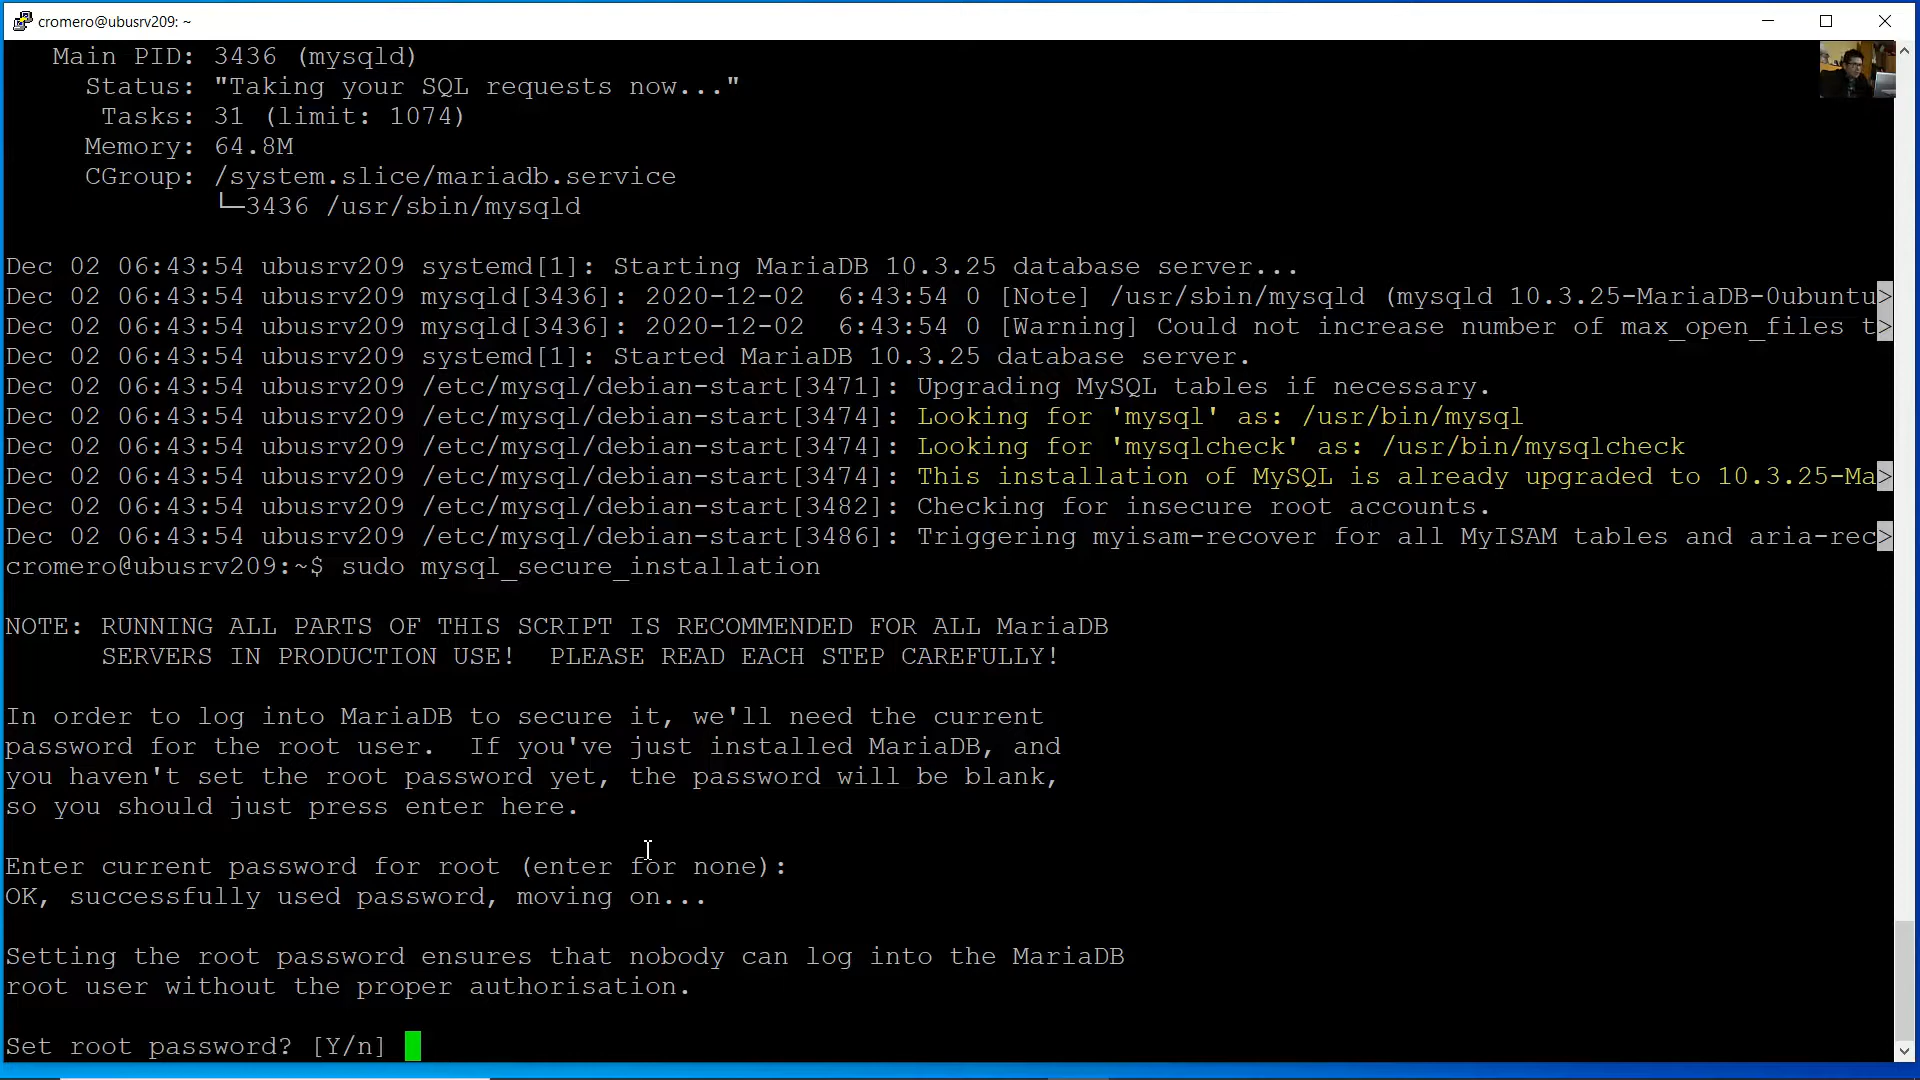 cromero@ubusrv209: ~
Main PID: 3436 (mysqld)
Status: "Taking your SQL requests now..."
Tasks: 31 (limit: 1074)
Memory: 64.8M
CGroup: /system.slice/mariadb.service
└─3436 /usr/sbin/mysqld
Dec 02 06:43:54 ubusrv209 systemd[1]: Starting MariaDB 10.3.25 database server...
Dec 02 06:43:54 ubusrv209 mysqld[3436]: 2020-12-02  6:43:54 0 [Note] /usr/sbin/mysqld (mysqld 10.3.25-MariaDB-0ubuntu>
Dec 02 06:43:54 ubusrv209 mysqld[3436]: 2020-12-02  6:43:54 0 [Warning] Could not increase number of max_open_files t>
Dec 02 06:43:54 ubusrv209 systemd[1]: Started MariaDB 10.3.25 database server.
Dec 02 06:43:54 ubusrv209 /etc/mysql/debian-start[3471]: Upgrading MySQL tables if necessary.
Dec 02 06:43:54 ubusrv209 /etc/mysql/debian-start[3474]: Looking for 'mysql' as: /usr/bin/mysql
Dec 02 06:43:54 ubusrv209 /etc/mysql/debian-start[3474]: Looking for 'mysqlcheck' as: /usr/bin/mysqlcheck
Dec 02 06:43:54 ubusrv209 /etc/mysql/debian-start[3474]: This installation of MySQL is already upgraded to 10.3.25-Ma>
Dec 02 06:43:54 ubusrv209 /etc/mysql/debian-start[3482]: Checking for insecure root accounts.
Dec 02 06:43:54 ubusrv209 /etc/mysql/debian-start[3486]: Triggering myisam-recover for all MyISAM tables and aria-rec>
cromero@ubusrv209:~$ sudo mysql_secure_installation
NOTE: RUNNING ALL PARTS OF THIS SCRIPT IS RECOMMENDED FOR ALL MariaDB
SERVERS IN PRODUCTION USE!  PLEASE READ EACH STEP CAREFULLY!
In order to log into MariaDB to secure it, we'll need the current
password for the root user.  If you've just installed MariaDB, and
you haven't set the root password yet, the password will be blank,
so you should just press enter here.
Enter current password for root (enter for none):
OK, successfully used password, moving on...
Setting the root password ensures that nobody can log into the MariaDB
root user without the proper authorisation.
Set root password? [Y/n]